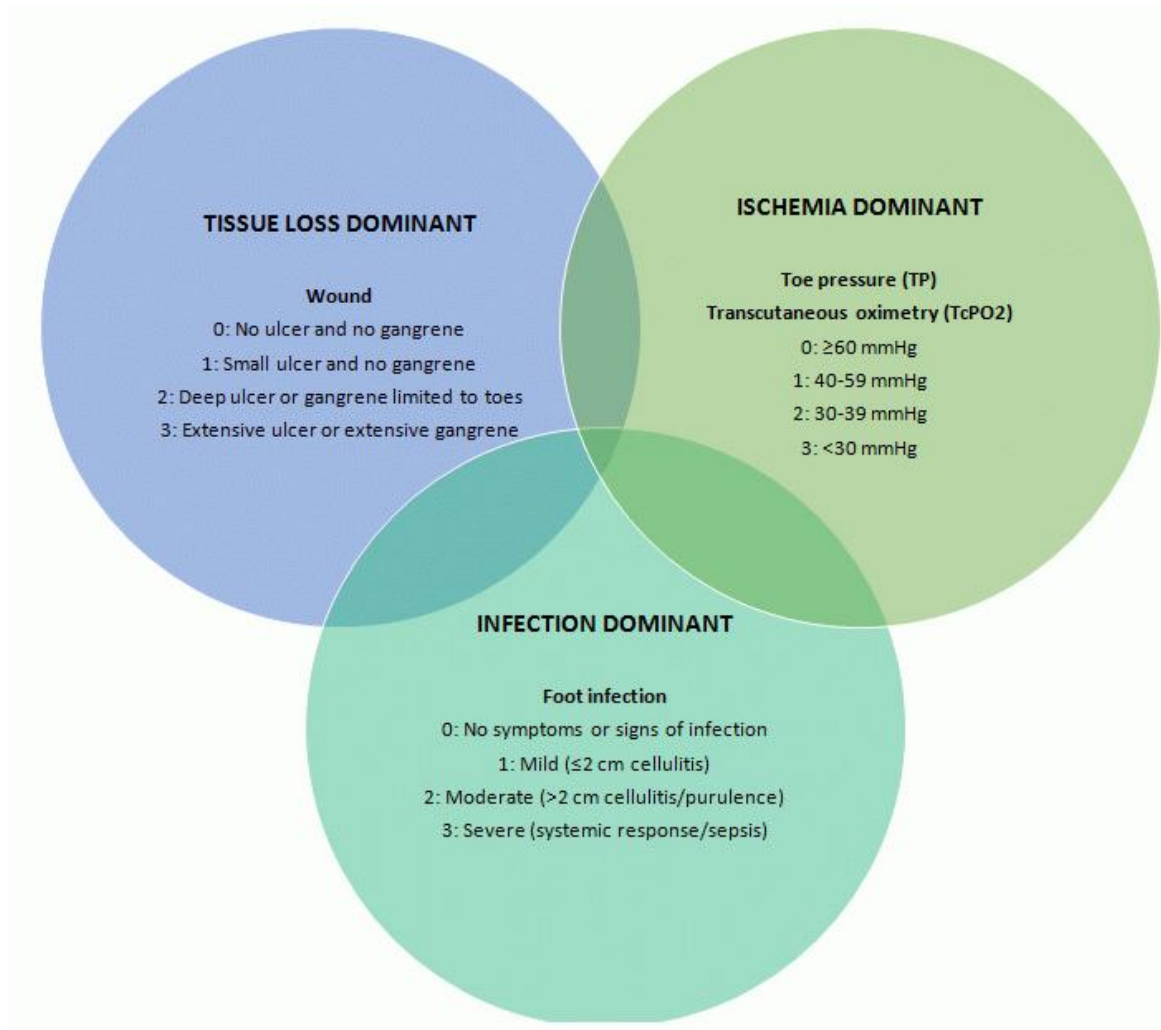 TISSUE LOSS DOMINANT
Wound
0: No ulcer and no gangrene
1: Small ulcer and no gangrene
2: Deep ulcer or gangrene limited to toes
3: Extensive ulcer or extensive gangrene
ISCHEMIA DOMINANT
Toe pressure (TP)
Transcutaneous oximetry (TcPO2)
0: ≥60 mmHg
1: 40-59 mmHg
2: 30-39 mmHg
3: <30 mmHg
INFECTION DOMINANT
Foot infection
0: No symptoms or signs of infection
1: Mild (≤2 cm cellulitis)
2: Moderate (>2 cm cellulitis/purulence)
3: Severe (systemic response/sepsis)